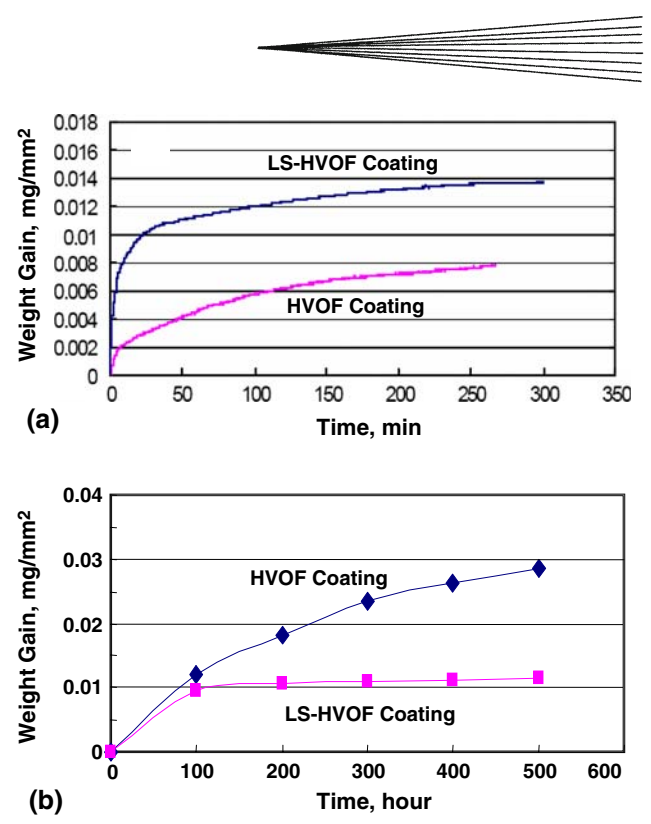 0.018
0.016
0.014
0.012
0.01
0.008
0.006
0.004
0.002
0
Weight Gain, mg/mm2
LS-HVOF Coating
HVOF Coating
0 50 100 150 200 250 300 350
(a)
Time, min
0.04
0.03
0.02
0.01
0
Weight Gain, mg/mm2
HVOF Coating
LS-HVOF Coating
0 100 200 300 400 500 600
(b)
Time, hour